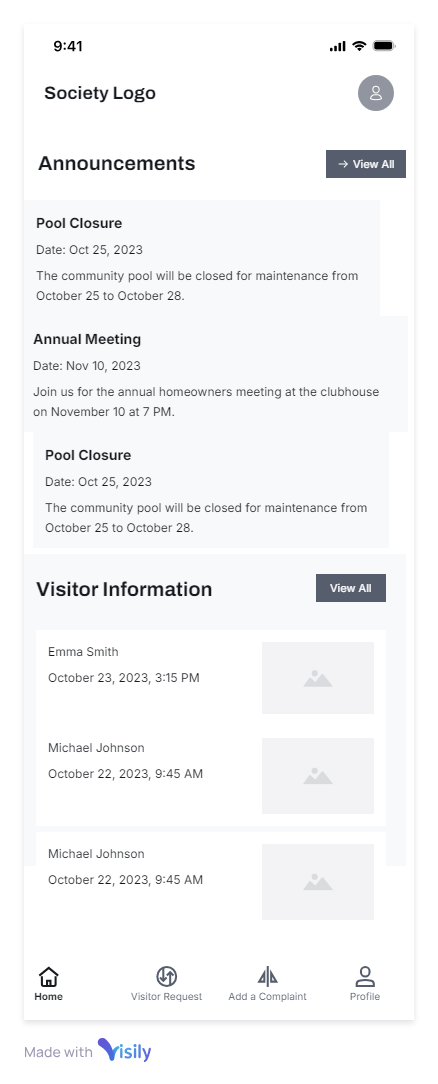 9:41
Society Logo
Announcements
View All
Pool Closure
Date: Oct 25, 2023
The community pool will be closed for maintenance from
October 25 to October 28.
Annual Meeting
Date: Nov 10, 2023
Join us for the annual homeowners meeting at the clubhouse
on November 10 at 7 PM.
Pool Closure
Date: Oct 25, 2023
The community pool will be closed for maintenance from
October 25 to October 28.
Visitor Information
View All
Emma Smith
October 23, 2023, 3:15 PM
Michael Johnson
October 22, 2023, 9:45 AM
Michael Johnson
October 22, 2023, 9:45 AM
Home
Visitor Request
Add a Complaint
Profile
Made with Visily